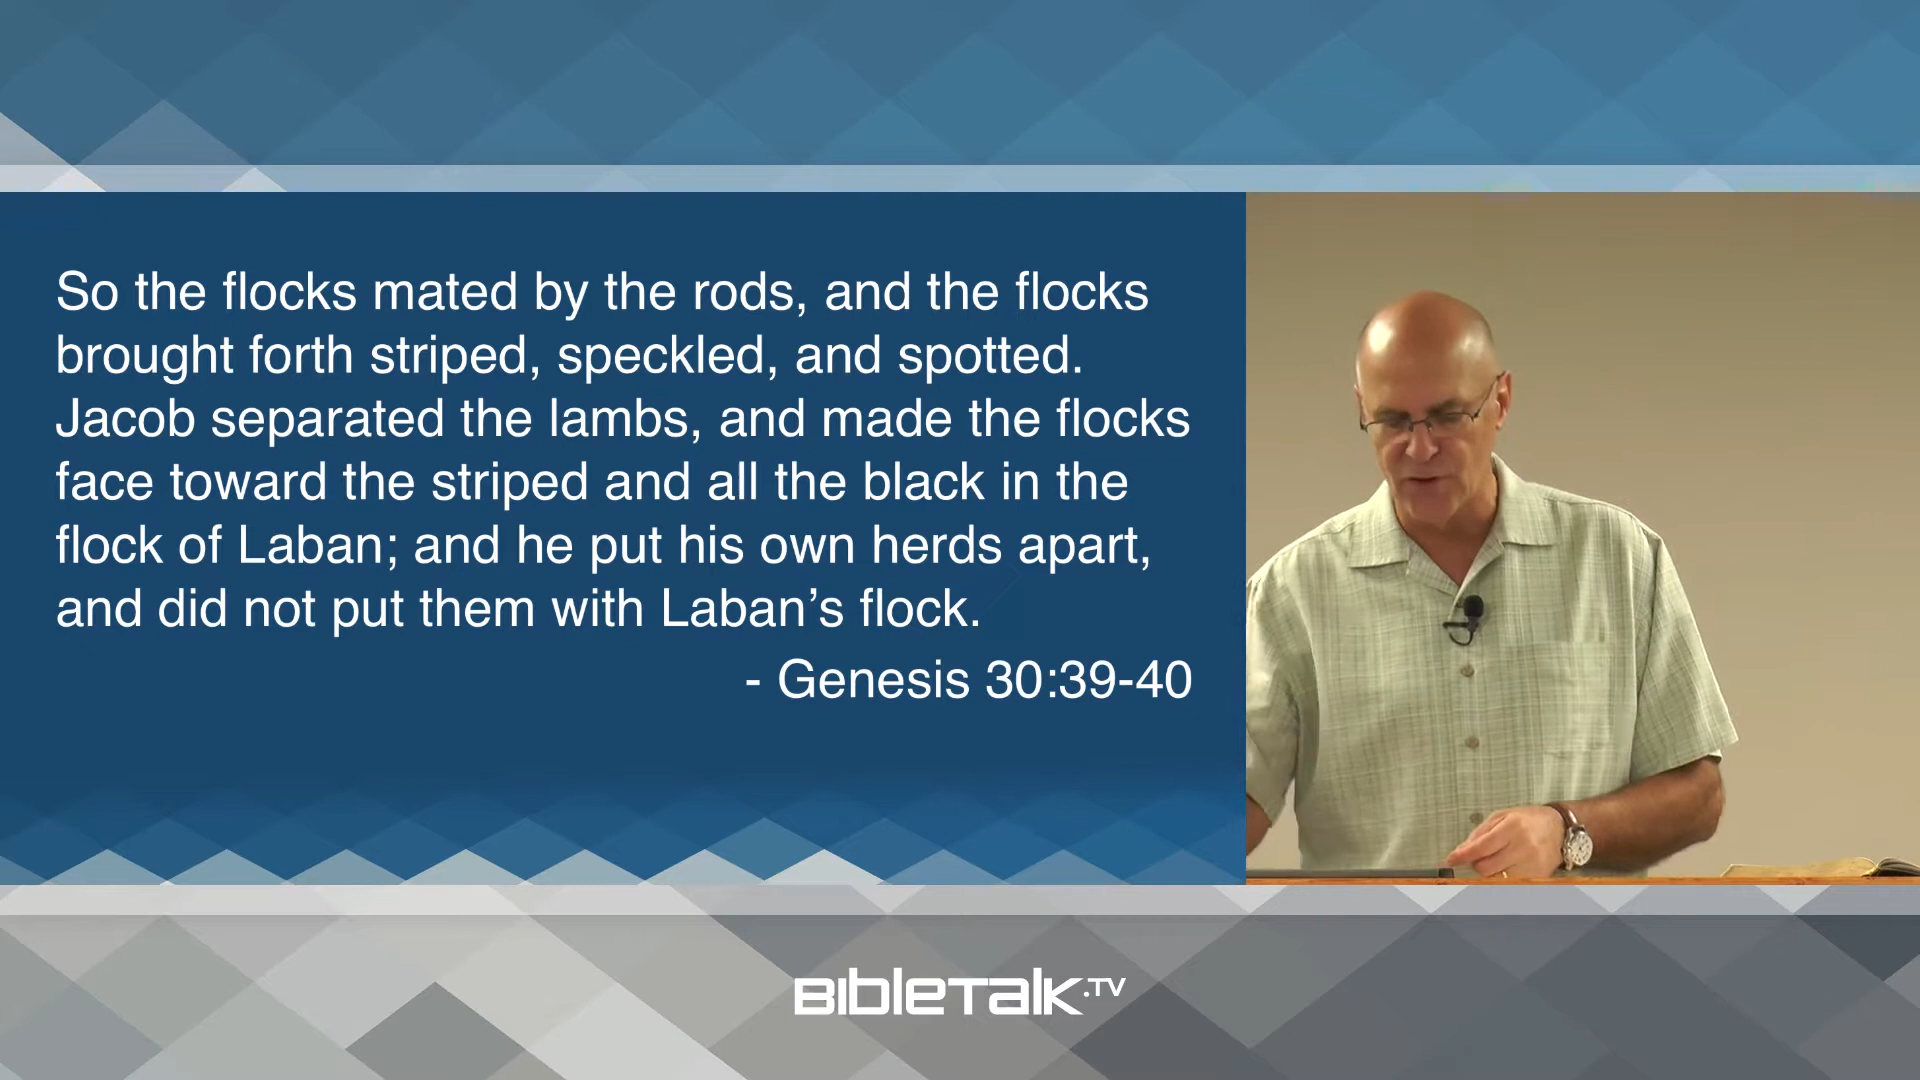 So the flocks mated by the rods, and the flocks
brought forth striped, speckled, and spotted.
Jacob separated the lambs, and made the flocks
face toward the striped and all the black in the
flock of Laban; and he put his own herds apart,
and did not put them with Laban’s flock.
- Genesis 30:39-40
BibleTalk.TV